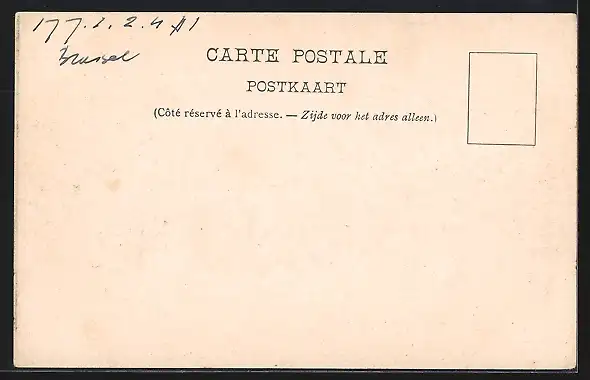 177.1.2.4 #1
Brussel
CARTE POSTALE
POSTKAART
(Côté réservé à l'adresse. — Zijde voor het adres alleen.)